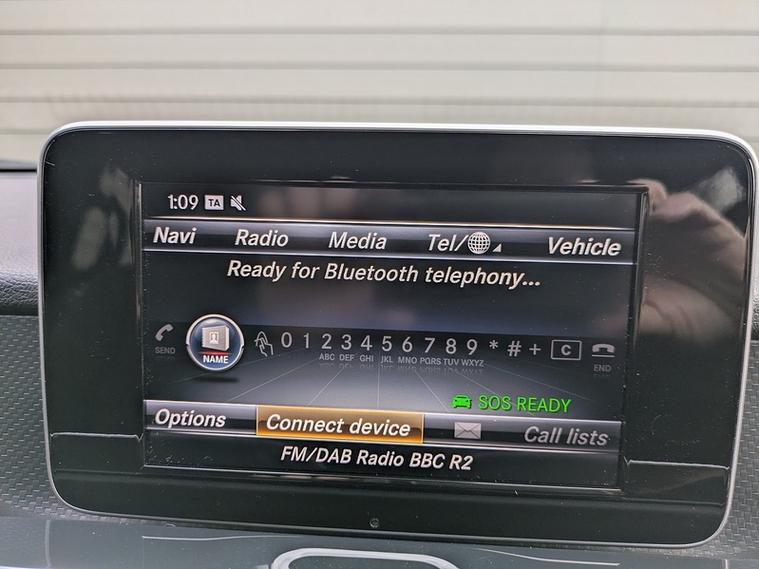 1:09 TA
Navi Radio Media Tel/ Vehicle
Ready for Bluetooth telephony...
SEND NAME 0 1 2 3 4 5 6 7 8 9 * # + C END
ABC DEF GHI JKL MNO PQRS TUV WXYZ
SOS READY
Options Connect device Call lists
FM/DAB Radio BBC R2